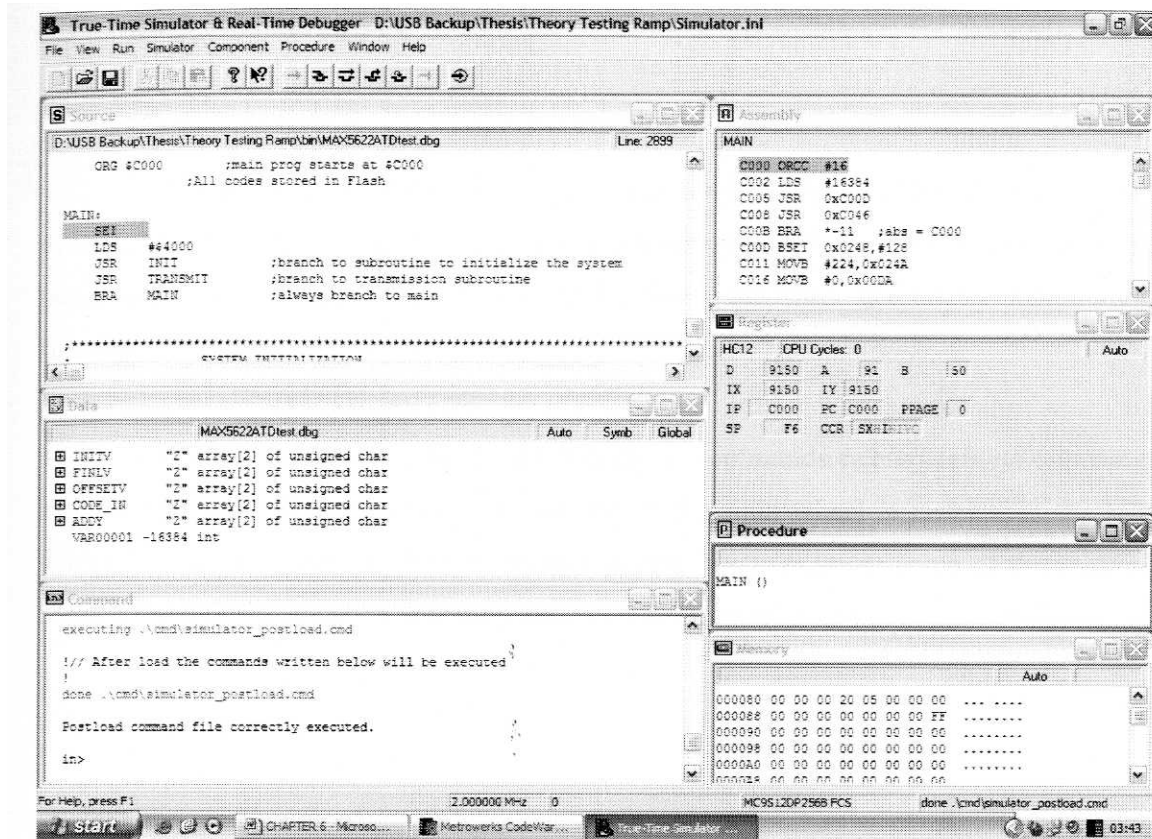 True-Time Simulator & Real-Time Debugger D:\USB Backup\Thesis\Theory Testing Ramp\Simulator.ini
File View Run Simulator Component Procedure Window Help
Source
D:\USB Backup\Thesis\Theory Testing Ramp\bin\MAX5622ATDtest.dbg Line: 2899
ORG $C000 ;main prog starts at $C000
;All codes stored in Flash
MAIN:
SEI
LDS #$4000
JSR INIT ;branch to subroutine to initialize the system
JSR TRANSMIT ;branch to transmission subroutine
BRA MAIN ;always branch to main
;***************************************************************************
; SYSTEM INITIALIZATION
Assembly
MAIN
C000 ORCC #16
C002 LDS #16384
C005 JSR 0xC00D
C008 JSR 0xC046
C00B BRA *-11 ;abs = C000
C00D BSET 0x0248,#128
C011 MOVB #224,0x024A
C016 MOVB #0,0x00DA
Register
HC12 CPU Cycles: 0 Auto
D 9150 A 91 B 50
IX 9150 IY 9150
IP C000 PC C000 PPAGE 0
SP F6 CCR SXHINZVC
Data
MAX5622ATDtest.dbg Auto Symb Global
INITV "Z" array[2] of unsigned char
FINLV "Z" array[2] of unsigned char
OFFSETV "Z" array[2] of unsigned char
CODE_IN "Z" array[2] of unsigned char
ADDY "Z" array[2] of unsigned char
VAR00001 -16384 int
Procedure
MAIN ()
Command
executing .\cmd\simulator_postload.cmd
!// After load the commands written below will be executed
!
done .\cmd\simulator_postload.cmd
Postload command file correctly executed.
in>
Memory
Auto
000080 00 00 00 20 05 00 00 00 ... ....
000088 00 00 00 00 00 00 00 FF ........
000090 00 00 00 00 00 00 00 00 ........
000098 00 00 00 00 00 00 00 00 ........
0000A0 00 00 00 00 00 00 00 00 ........
0000A8 00 00 00 00 00 00 00 00 ........
For Help, press F1 2.000000 MHz 0 MC9S12DP256B FCS done .\cmd\simulator_postload.cmd
start CHAPTER 6 - Microso... Metrowerks CodeWar... True-Time Simulator ... 03:43